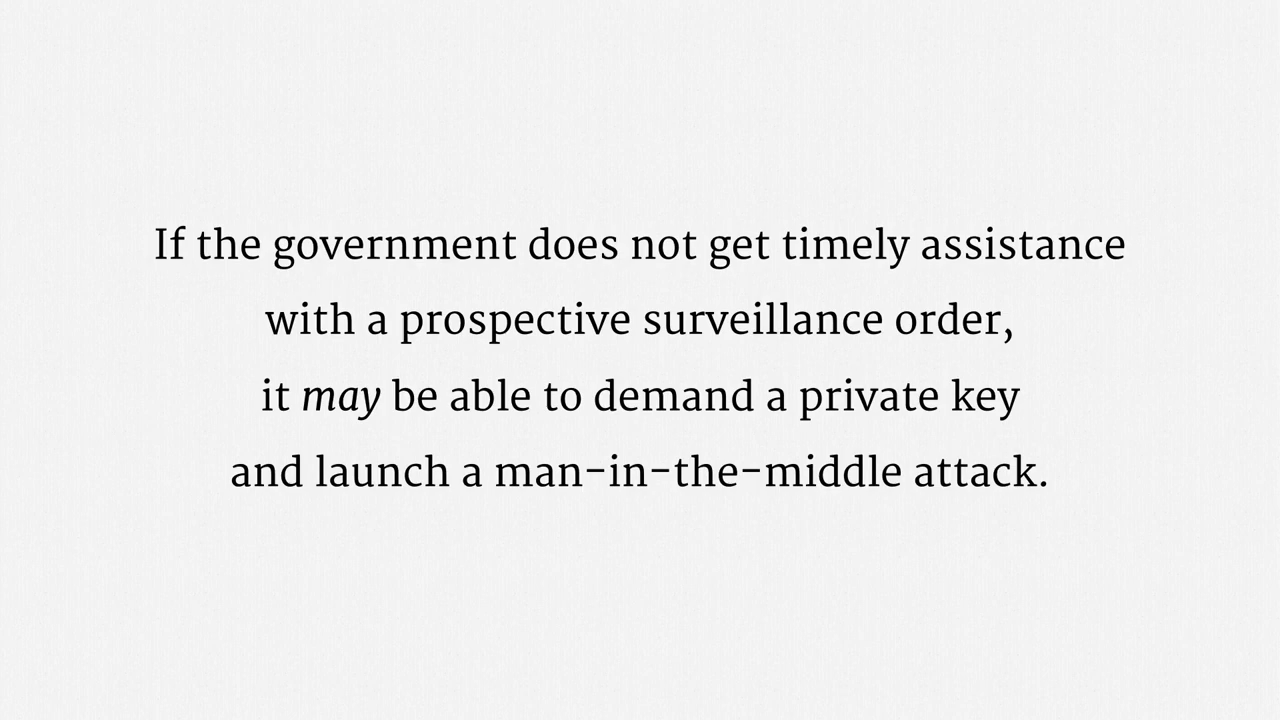 If the government does not get timely assistance
with a prospective surveillance order,
it may be able to demand a private key
and launch a man-in-the-middle attack.